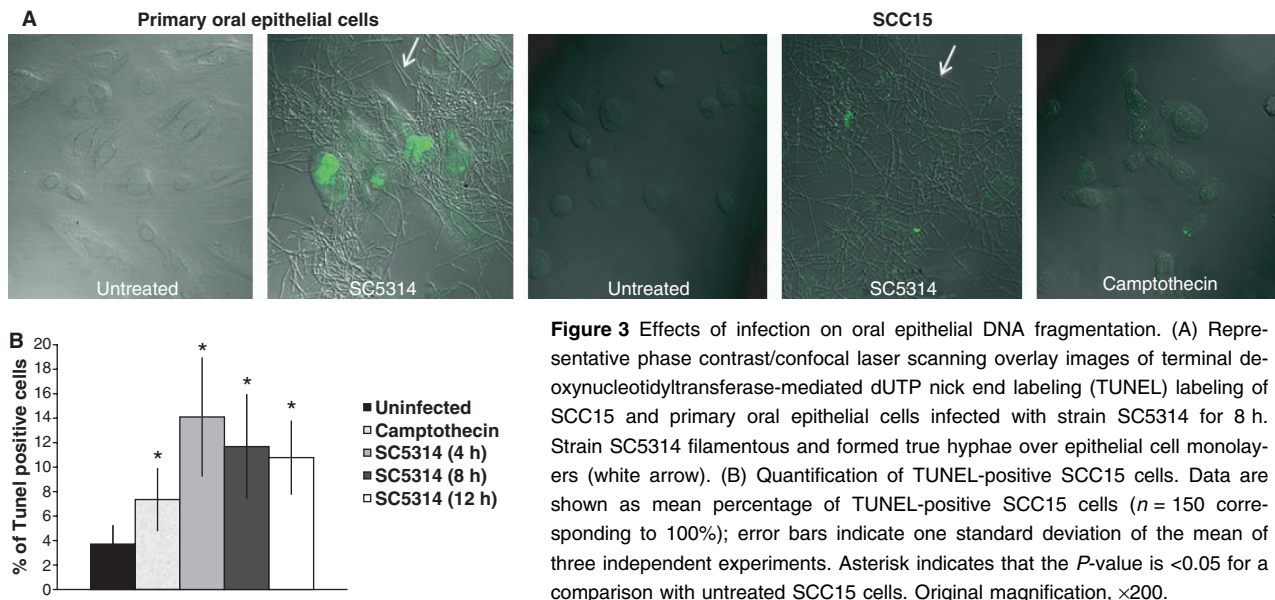 A
Primary oral epithelial cells
SCC15
Untreated
SC5314
Untreated
SC5314
Camptothecin
B
% of Tunel positive cells
20
18
16
14
12
10
8
6
4
2
0
*
*
*
*
Uninfected
Camptothecin
SC5314 (4 h)
SC5314 (8 h)
SC5314 (12 h)
Figure 3 Effects of infection on oral epithelial DNA fragmentation. (A) Repre-
sentative phase contrast/confocal laser scanning overlay images of terminal de-
oxynucleotidyltransferase-mediated dUTP nick end labeling (TUNEL) labeling of
SCC15 and primary oral epithelial cells infected with strain SC5314 for 8 h.
Strain SC5314 filamentous and formed true hyphae over epithelial cell monolay-
ers (white arrow). (B) Quantification of TUNEL-positive SCC15 cells. Data are
shown as mean percentage of TUNEL-positive SCC15 cells (n = 150 corre-
sponding to 100%); error bars indicate one standard deviation of the mean of
three independent experiments. Asterisk indicates that the P-value is <0.05 for a
comparison with untreated SCC15 cells. Original magnification, ×200.